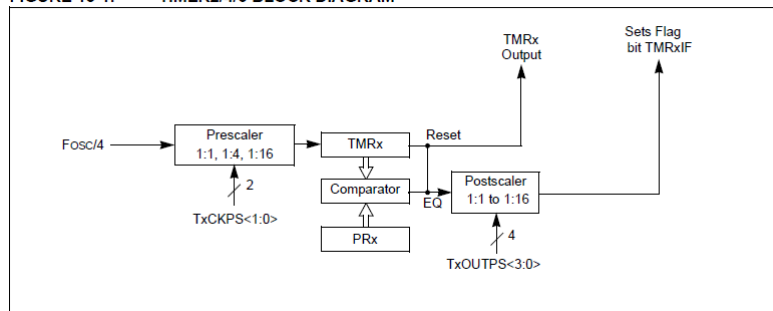 TMRx
Output
Sets Flag
bit TMRxIF
Fosc/4
Prescaler
1:1, 1:4, 1:16
2
TxCKPS<1:0>
TMRx
Reset
Comparator
EQ
PRx
Postscaler
1:1 to 1:16
4
TxOUTPS<3:0>